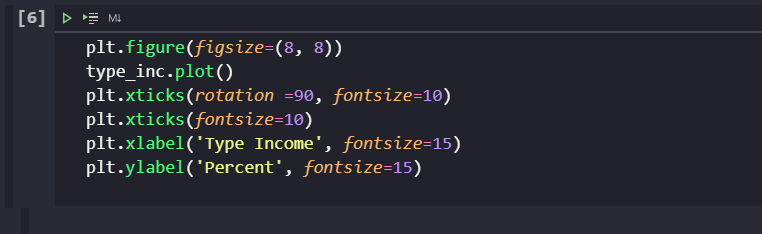 [6]
M↓
plt.figure(figsize=(8, 8))
type_inc.plot()
plt.xticks(rotation =90, fontsize=10)
plt.xticks(fontsize=10)
plt.xlabel('Type Income', fontsize=15)
plt.ylabel('Percent', fontsize=15)